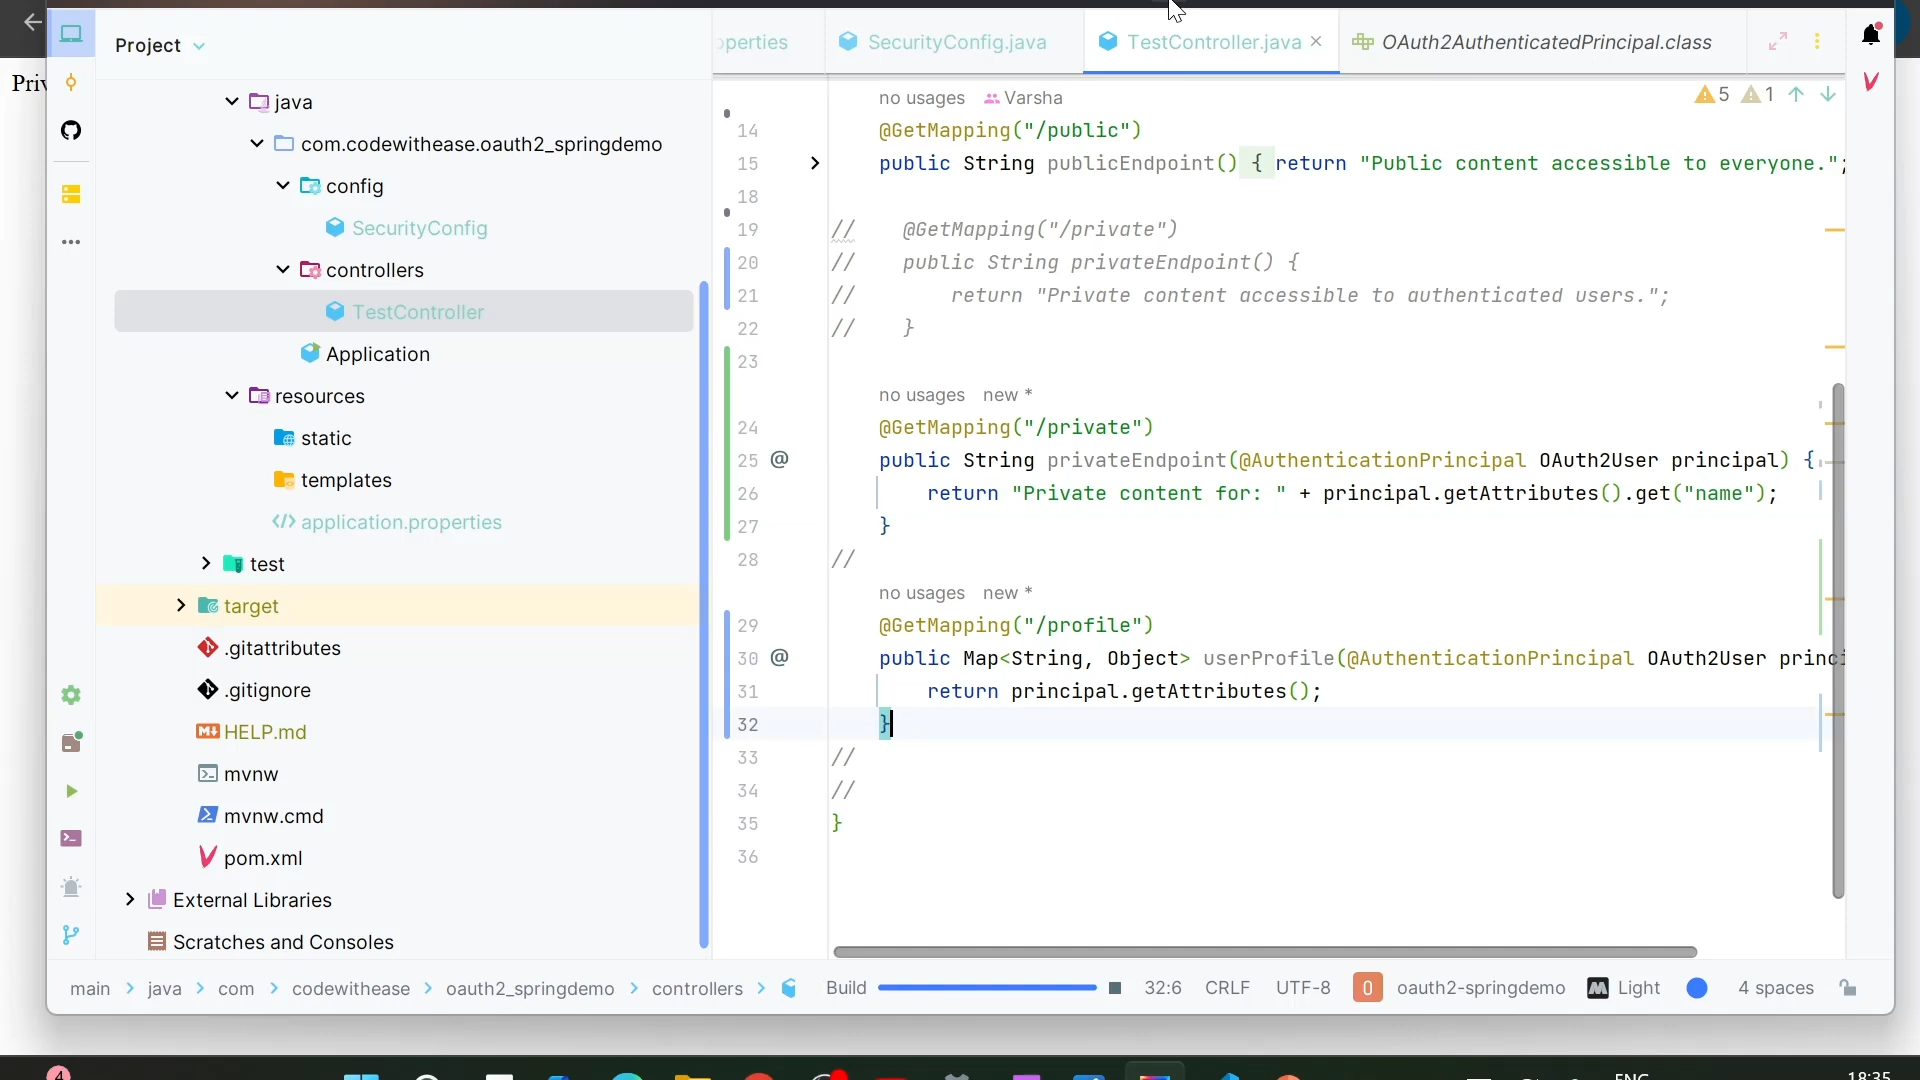 Priv
Project
java
com.codewithease.oauth2_springdemo
config
SecurityConfig
controllers
TestController
Application
resources
static
templates
application.properties
test
target
.gitattributes
.gitignore
HELP.md
mvnw
mvnw.cmd
pom.xml
External Libraries
Scratches and Consoles
operties SecurityConfig.java TestController.java OAuth2AuthenticatedPrincipal.class
5 1
no usages Varsha
14 @GetMapping("/public")
15 public String publicEndpoint() { return "Public content accessible to everyone.";
18
19 // @GetMapping("/private")
20 // public String privateEndpoint() {
21 // return "Private content accessible to authenticated users.";
22 // }
23
no usages new *
24 @GetMapping("/private")
25 @ public String privateEndpoint(@AuthenticationPrincipal OAuth2User principal) {
26 return "Private content for: " + principal.getAttributes().get("name");
27 }
28 //
no usages new *
29 @GetMapping("/profile")
30 @ public Map<String, Object> userProfile(@AuthenticationPrincipal OAuth2User princi
31 return principal.getAttributes();
32 }
33 //
34 //
35 }
36
main > java > com > codewithease > oauth2_springdemo > controllers > Build 32:6 CRLF UTF-8 O oauth2-springdemo Light 4 spaces
4 ENG 18:35